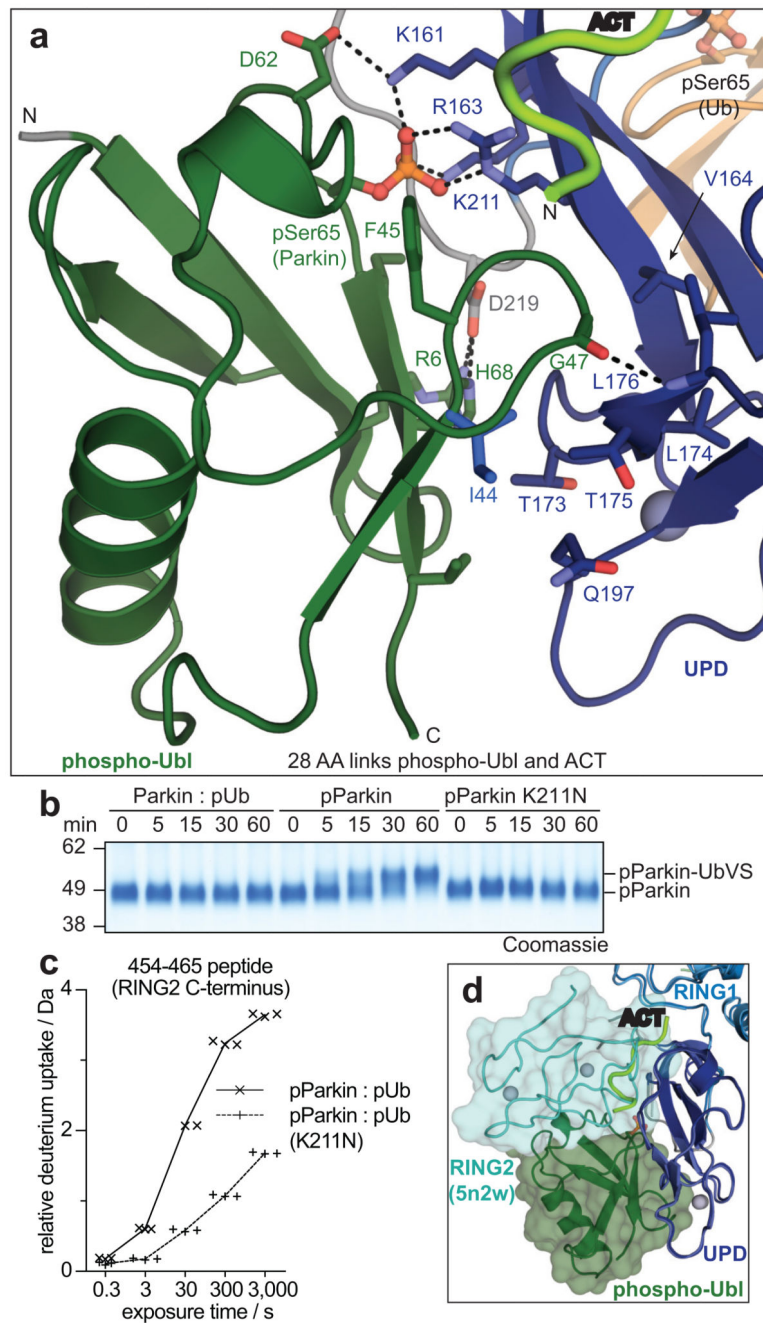 a
ACT
K161
D62
R163
pSer65
(Ub)
N
V164
K211
N
pSer65
(Parkin)
F45
D219
R6
H68
G47
L176
L174
I44
T173
T175
Q197
UPD
C
phospho-Ubl
28 AA links phospho-Ubl and ACT
b
Parkin : pUb
pParkin
pParkin K211N
min 0 5 15 30 60 0 5 15 30 60 0 5 15 30 60
62
49
38
pParkin-UbVS
pParkin
Coomassie
c
454-465 peptide
(RING2 C-terminus)
relative deuterium uptake / Da
4
2
0
pParkin : pUb
pParkin : pUb
(K211N)
0.3 3 30 300 3,000
exposure time / s
d
RING1
ACT
RING2
(5n2w)
UPD
phospho-Ubl